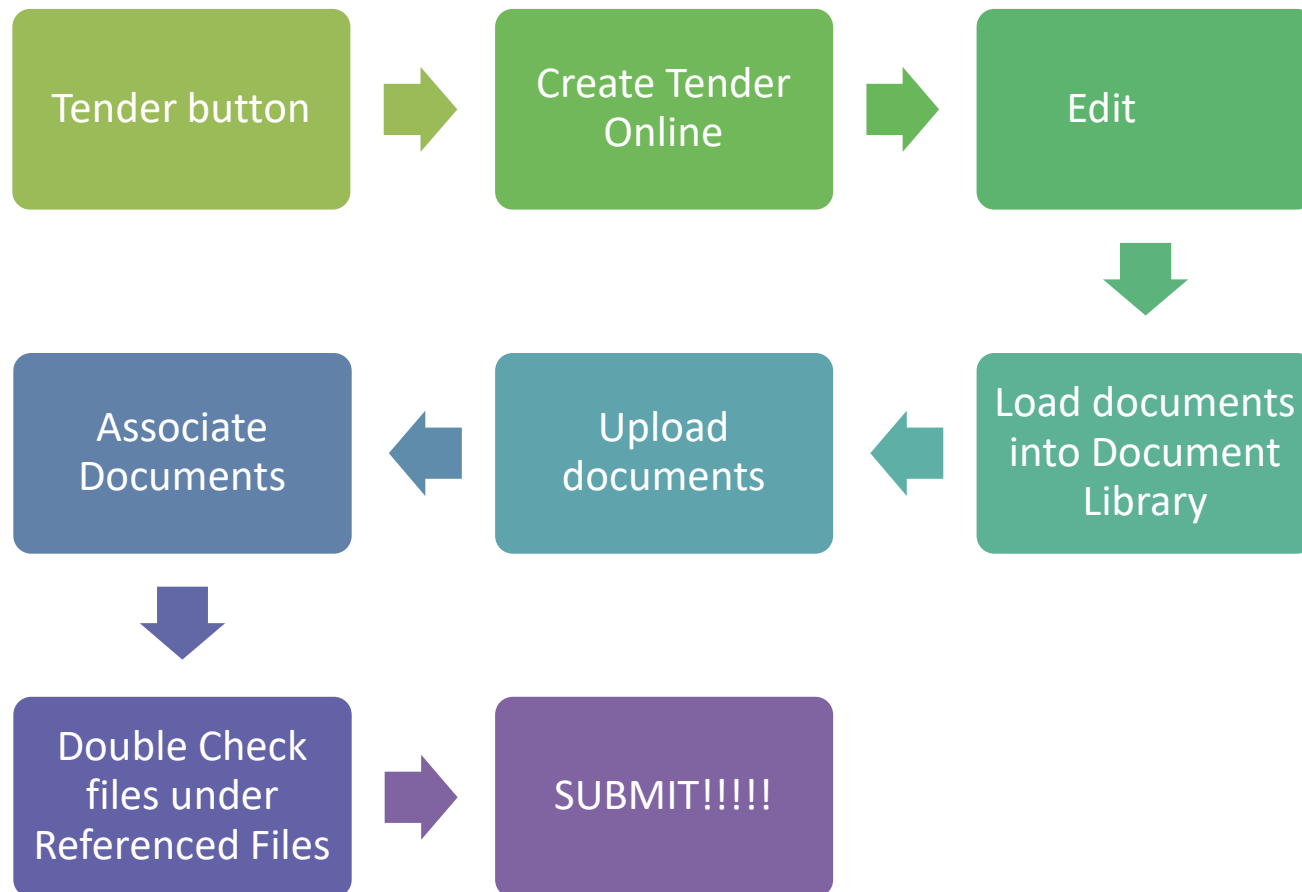 Tender button
Create Tender
Online
Edit
Load documents
into Document
Library
Upload
documents
Associate
Documents
Double Check
files under
Referenced Files
SUBMIT!!!!!